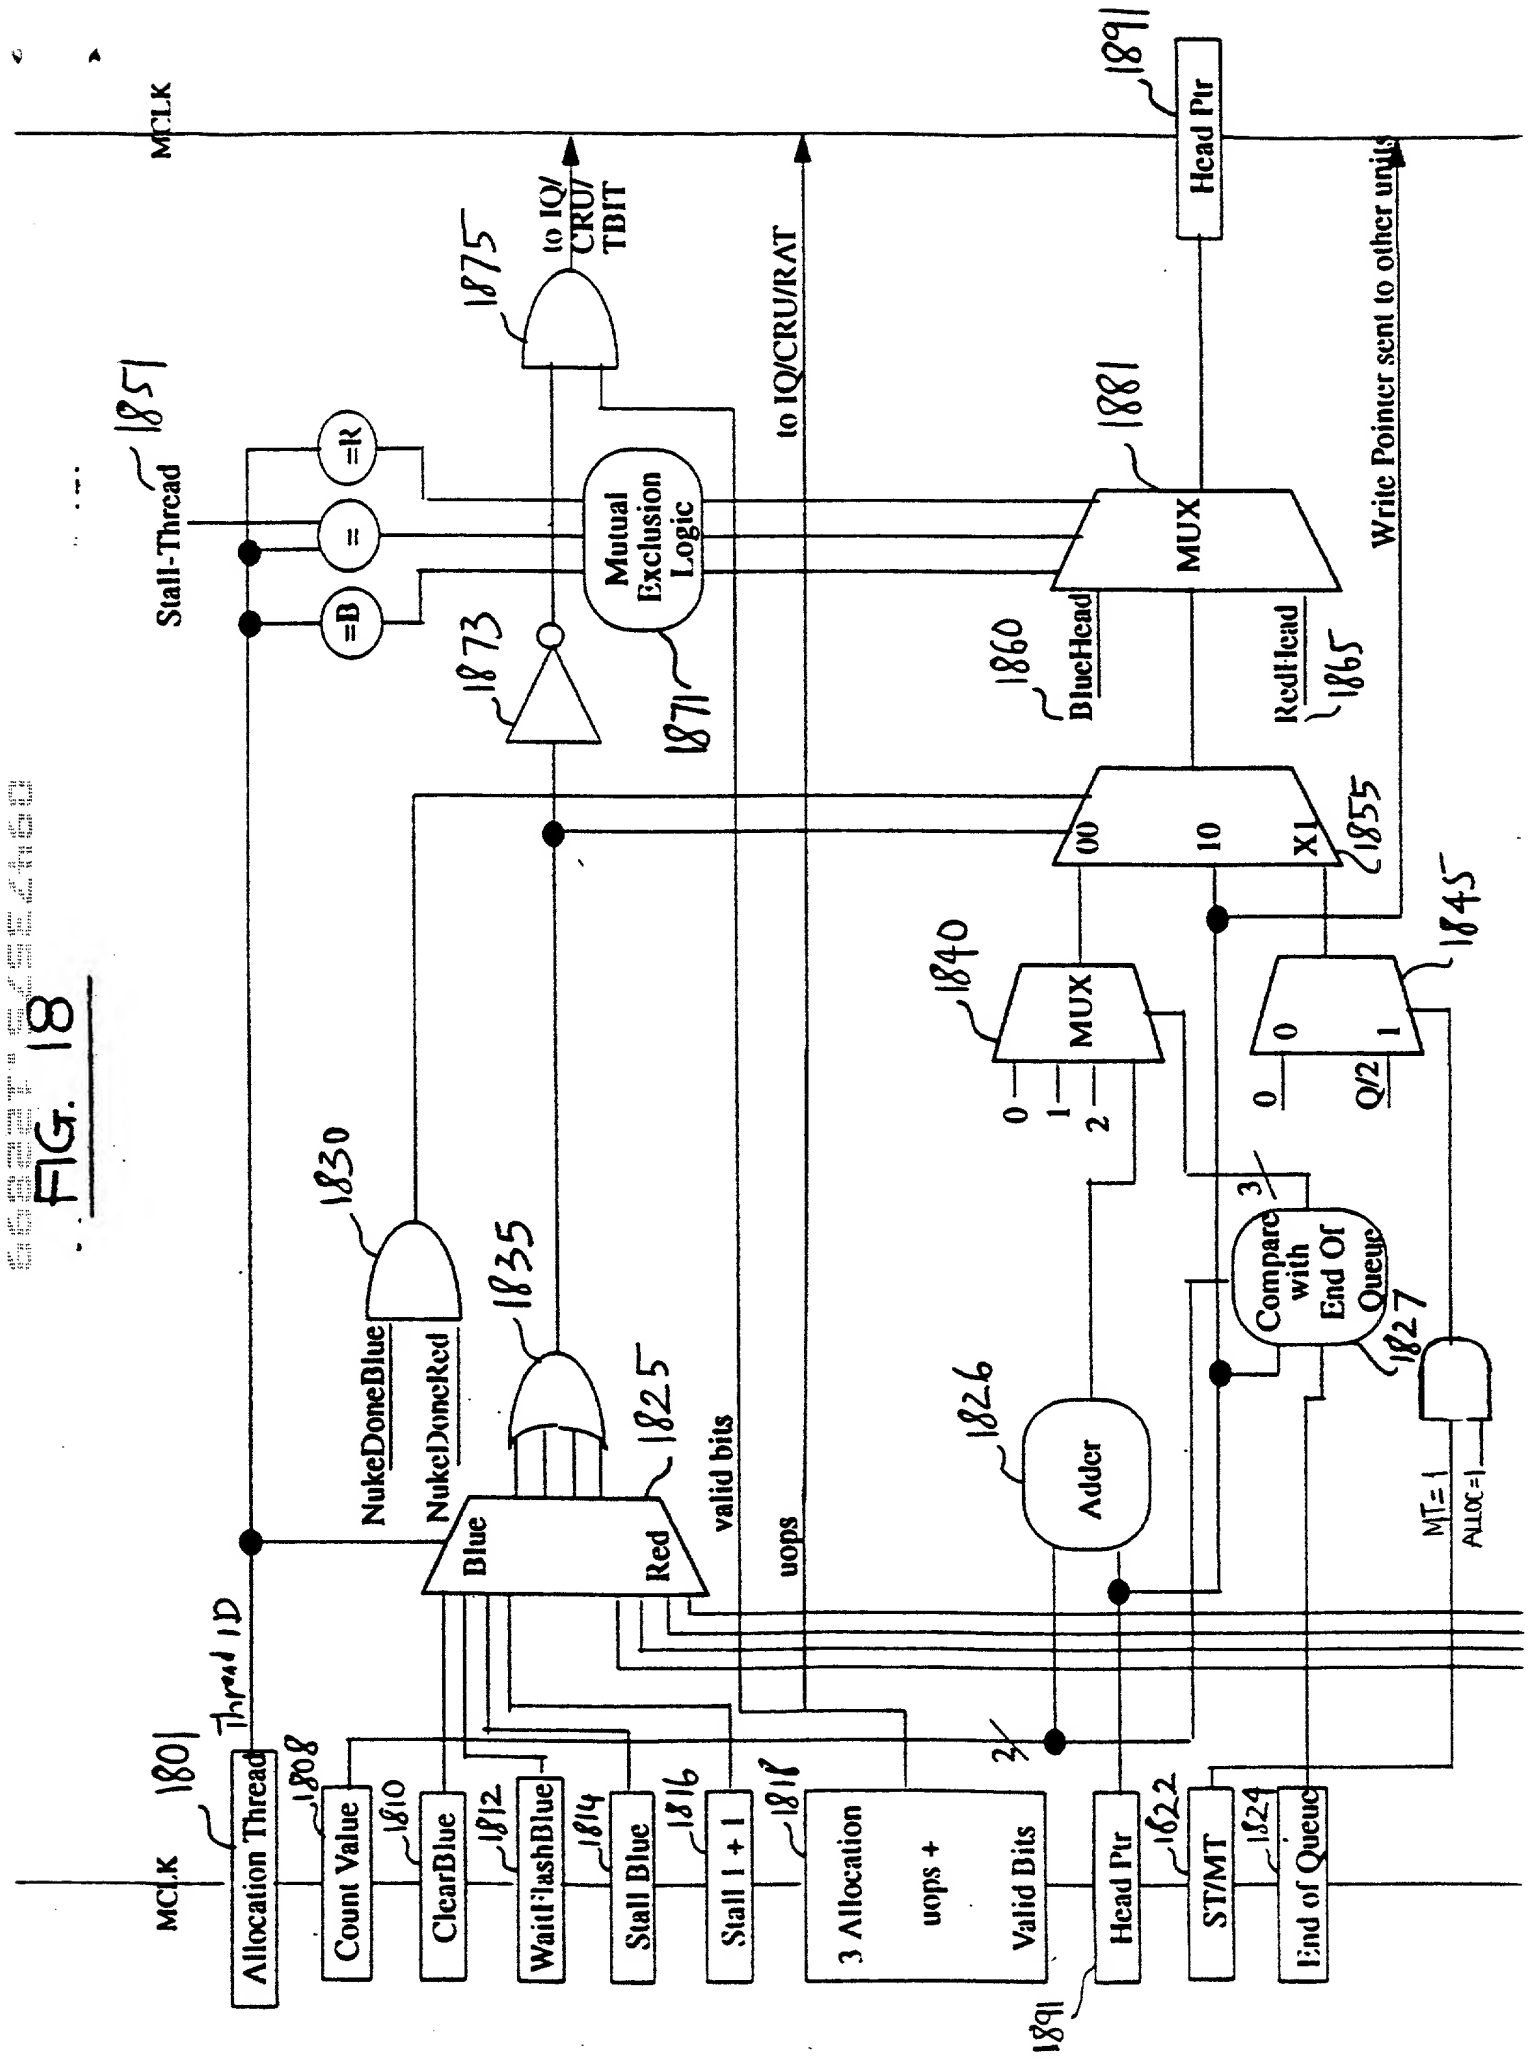 FIG. 18
MCLK
1801
Allocation Thread
Thread ID
1808
Count Value
1810
ClearBlue
1812
WaitFlashBlue
1814
Stall Blue
1816
Stall 1 + 1
1818
3 Allocation
uops +
Valid Bits
1891
Head Ptr
1822
ST/MT
1824
End of Queue
2
Blue
Red
1825
NukeDoneBlue
NukeDoneRed
1830
1835
valid bits
uops
1826
Adder
Compare
with
End Of
Queue
1827
3
MT=1
ALLOC=1
0
1
2
MUX
1840
0
Q/2
0
1
1845
00
10
X1
1855
1873
Stall-Thread
1851
=B
=
=R
Mutual
Exclusion
Logic
1871
1860
BlueHead
RedHead
1865
MUX
1881
1875
to IQ/
CRU/
TBIT
to IQ/CRU/RAT
Write Pointer sent to other units
MCLK
Head Ptr
1891